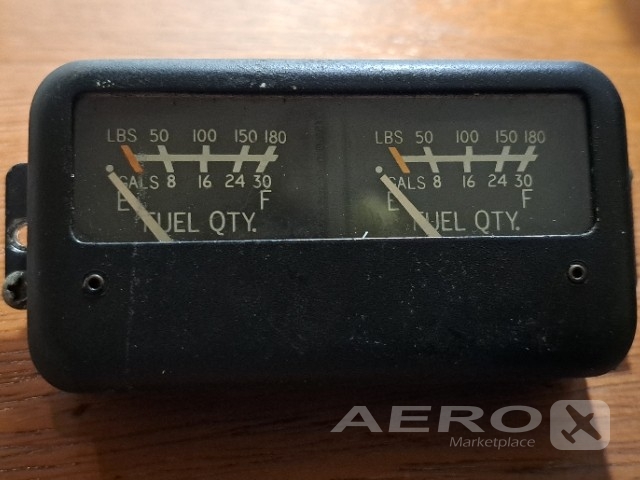 LBS 50 100 150 180
GALS 8 16 24 30
E F
FUEL QTY.
LBS 50 100 150 180
GALS 8 16 24 30
E F
FUEL QTY.
AERO X
Marketplace